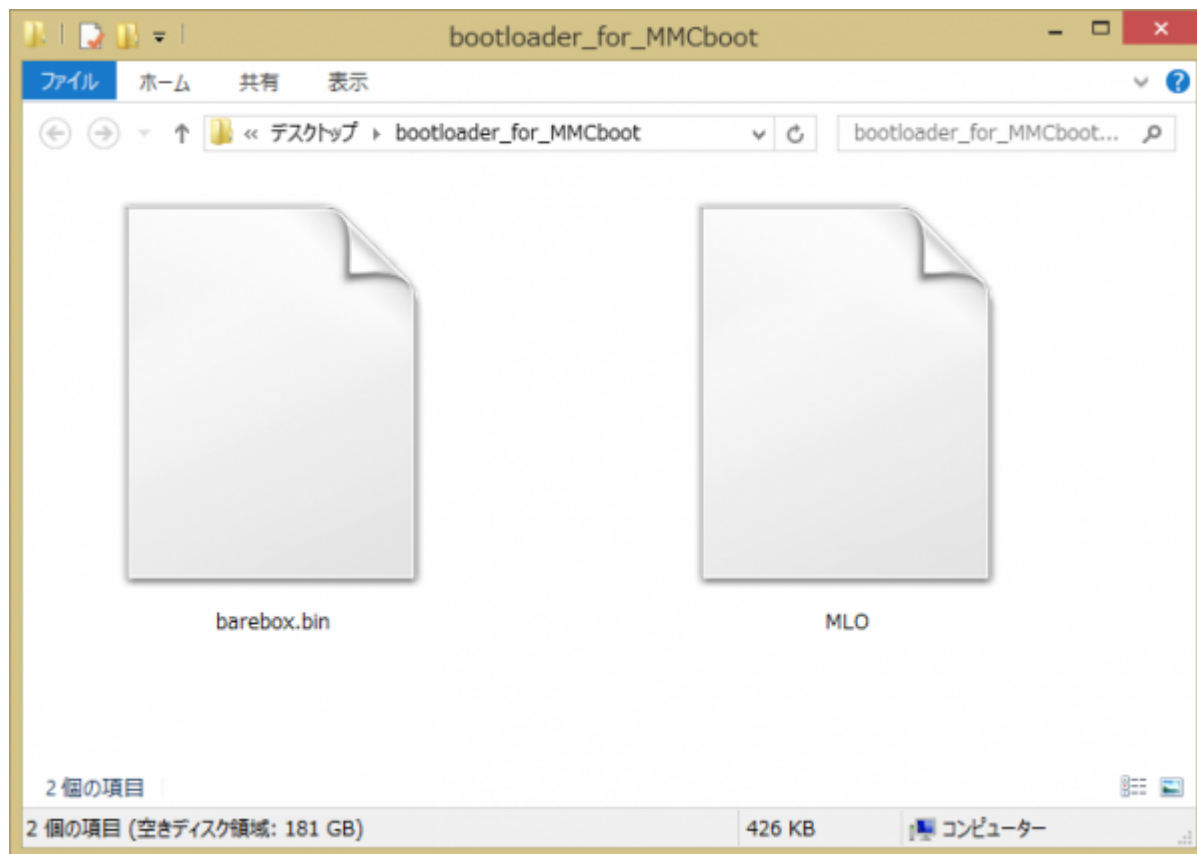 bootloader_for_MMCboot
ファイル ホーム 共有 表示
« デスクトップ bootloader_for_MMCboot bootloader_for_MMCboot...
barebox.bin MLO
2 個の項目
2 個の項目 (空きディスク領域: 181 GB) 426 KB コンピューター